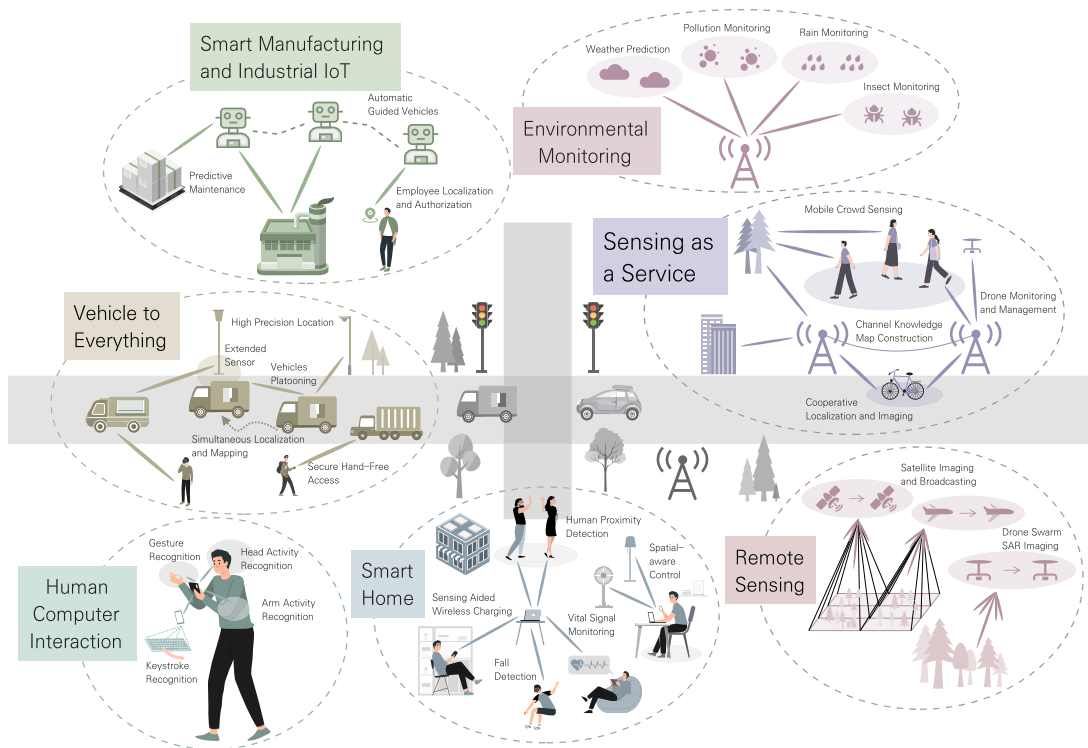 Smart Manufacturing
and Industrial IoT
Automatic
Guided Vehicles
Predictive
Maintenance
Employee Localization
and Authorization
Environmental
Monitoring
Weather Prediction
Pollution Monitoring
Rain Monitoring
Insect Monitoring
Sensing as
a Service
Mobile Crowd Sensing
Drone Monitoring
and Management
Channel Knowledge
Map Construction
Cooperative
Localization and Imaging
Vehicle to
Everything
High Precision Location
Extended
Sensor
Vehicles
Platooning
Simultaneous Localization
and Mapping
Secure Hand-Free
Access
Human
Computer
Interaction
Gesture
Recognition
Head Activity
Recognition
Arm Activity
Recognition
Keystroke
Recognition
Smart
Home
Human Proximity
Detection
Spatial-
aware
Control
Sensing Aided
Wireless Charging
Vital Signal
Monitoring
Fall
Detection
Remote
Sensing
Satellite Imaging
and Broadcasting
Drone Swarm
SAR Imaging